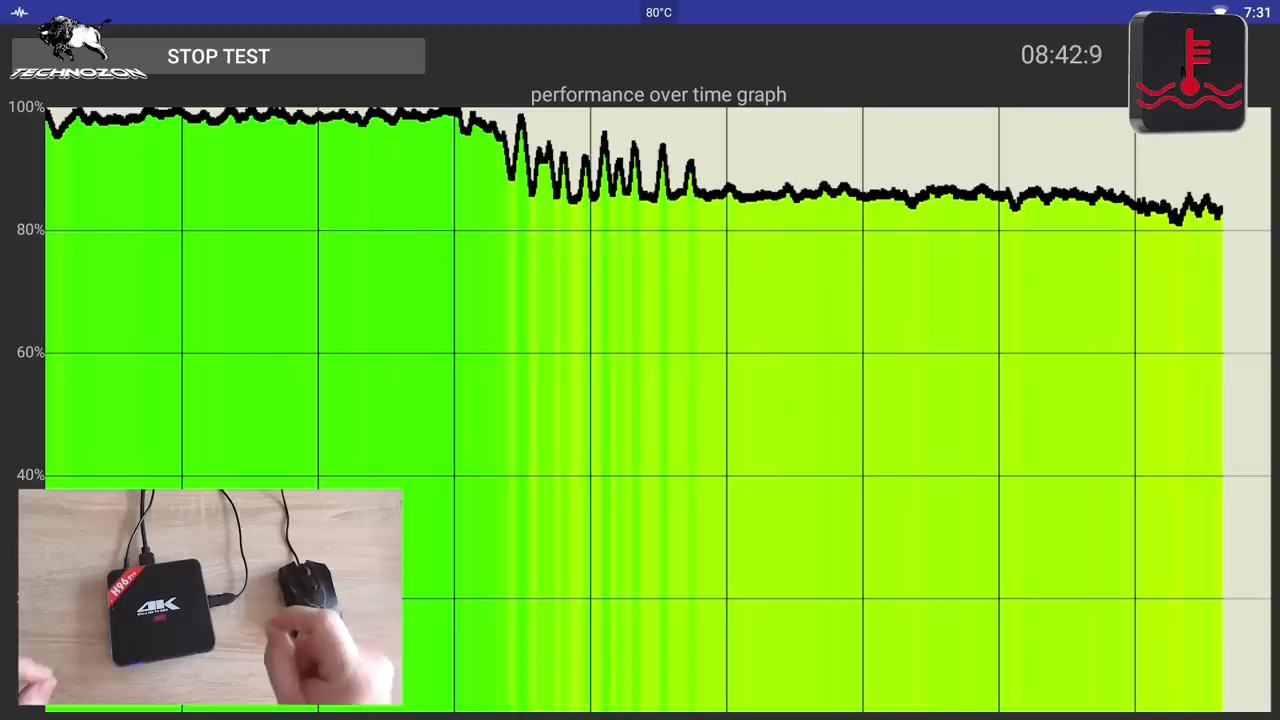 80°C
7:31
STOP TEST
TECHNOZON
08:42:9
performance over time graph
100%
80%
60%
40%
H96 Pro
4K